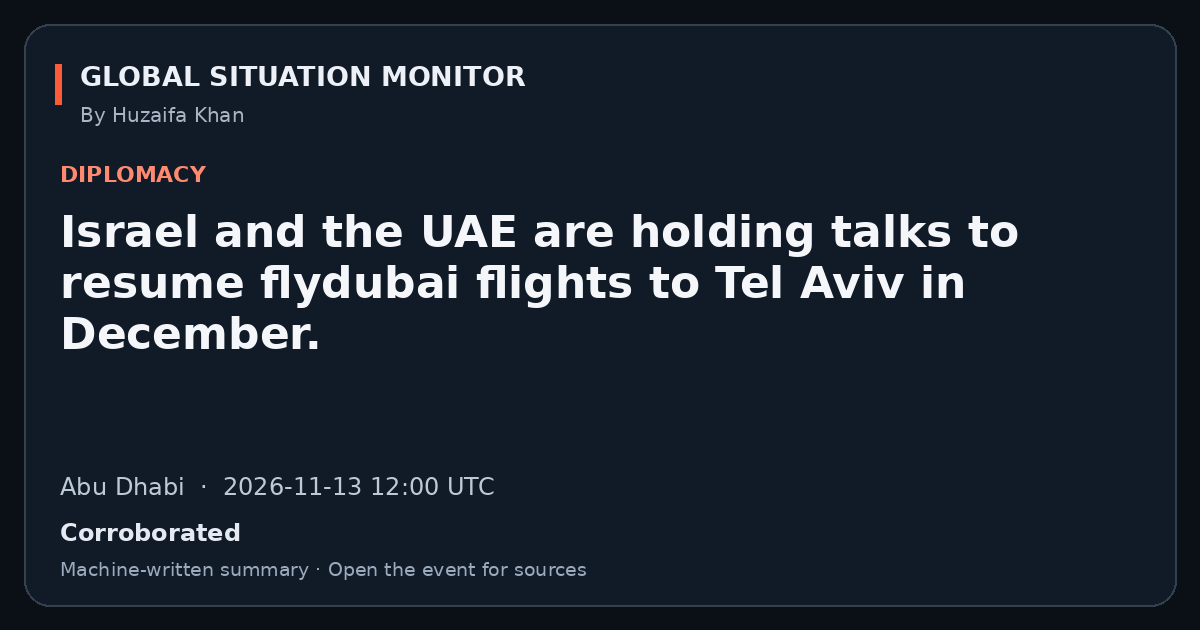 GLOBAL SITUATION MONITOR
By Huzaifa Khan
DIPLOMACY
Israel and the UAE are holding talks to
resume flydubai flights to Tel Aviv in
December.
Abu Dhabi · 2026-11-13 12:00 UTC
Corroborated
Machine-written summary · Open the event for sources